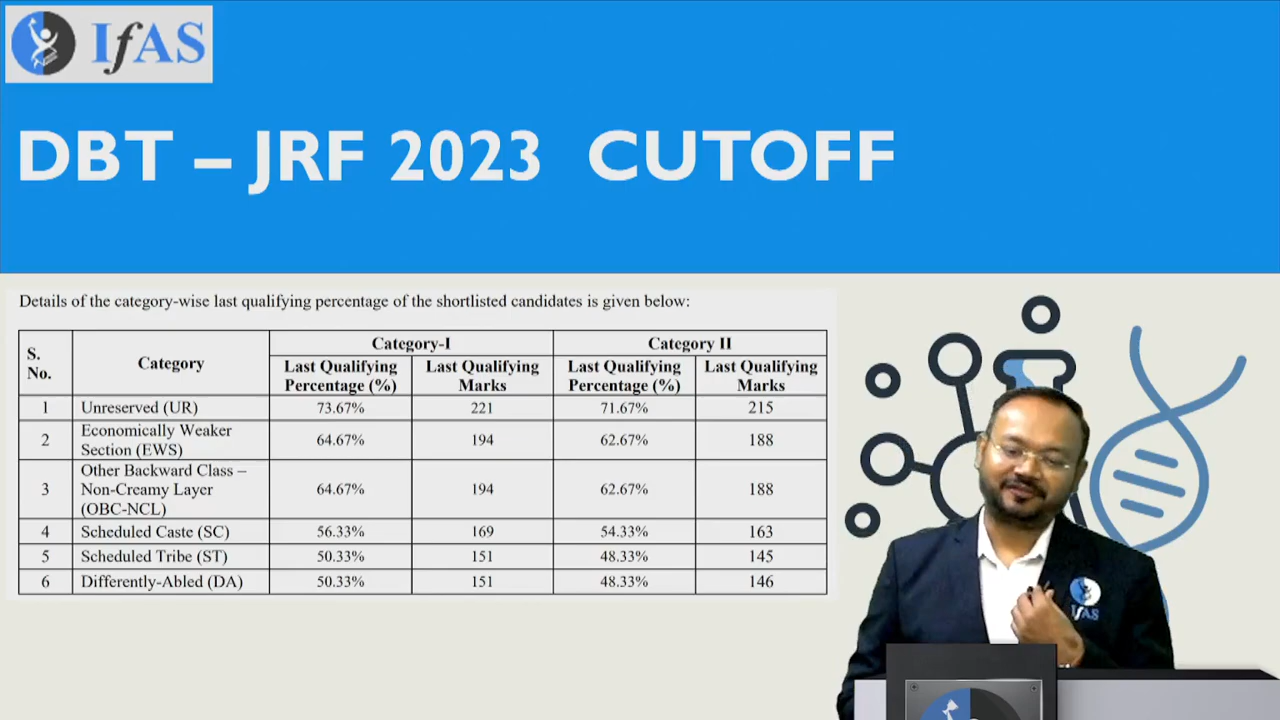 IfAS
DBT – JRF 2023 CUTOFF
Details of the category-wise last qualifying percentage of the shortlisted candidates is given below:
S. No. Category Category-I Category II
Last Qualifying Percentage (%) Last Qualifying Marks Last Qualifying Percentage (%) Last Qualifying Marks
1 Unreserved (UR) 73.67% 221 71.67% 215
2 Economically Weaker Section (EWS) 64.67% 194 62.67% 188
3 Other Backward Class – Non-Creamy Layer (OBC-NCL) 64.67% 194 62.67% 188
4 Scheduled Caste (SC) 56.33% 169 54.33% 163
5 Scheduled Tribe (ST) 50.33% 151 48.33% 145
6 Differently-Abled (DA) 50.33% 151 48.33% 146
IfAS